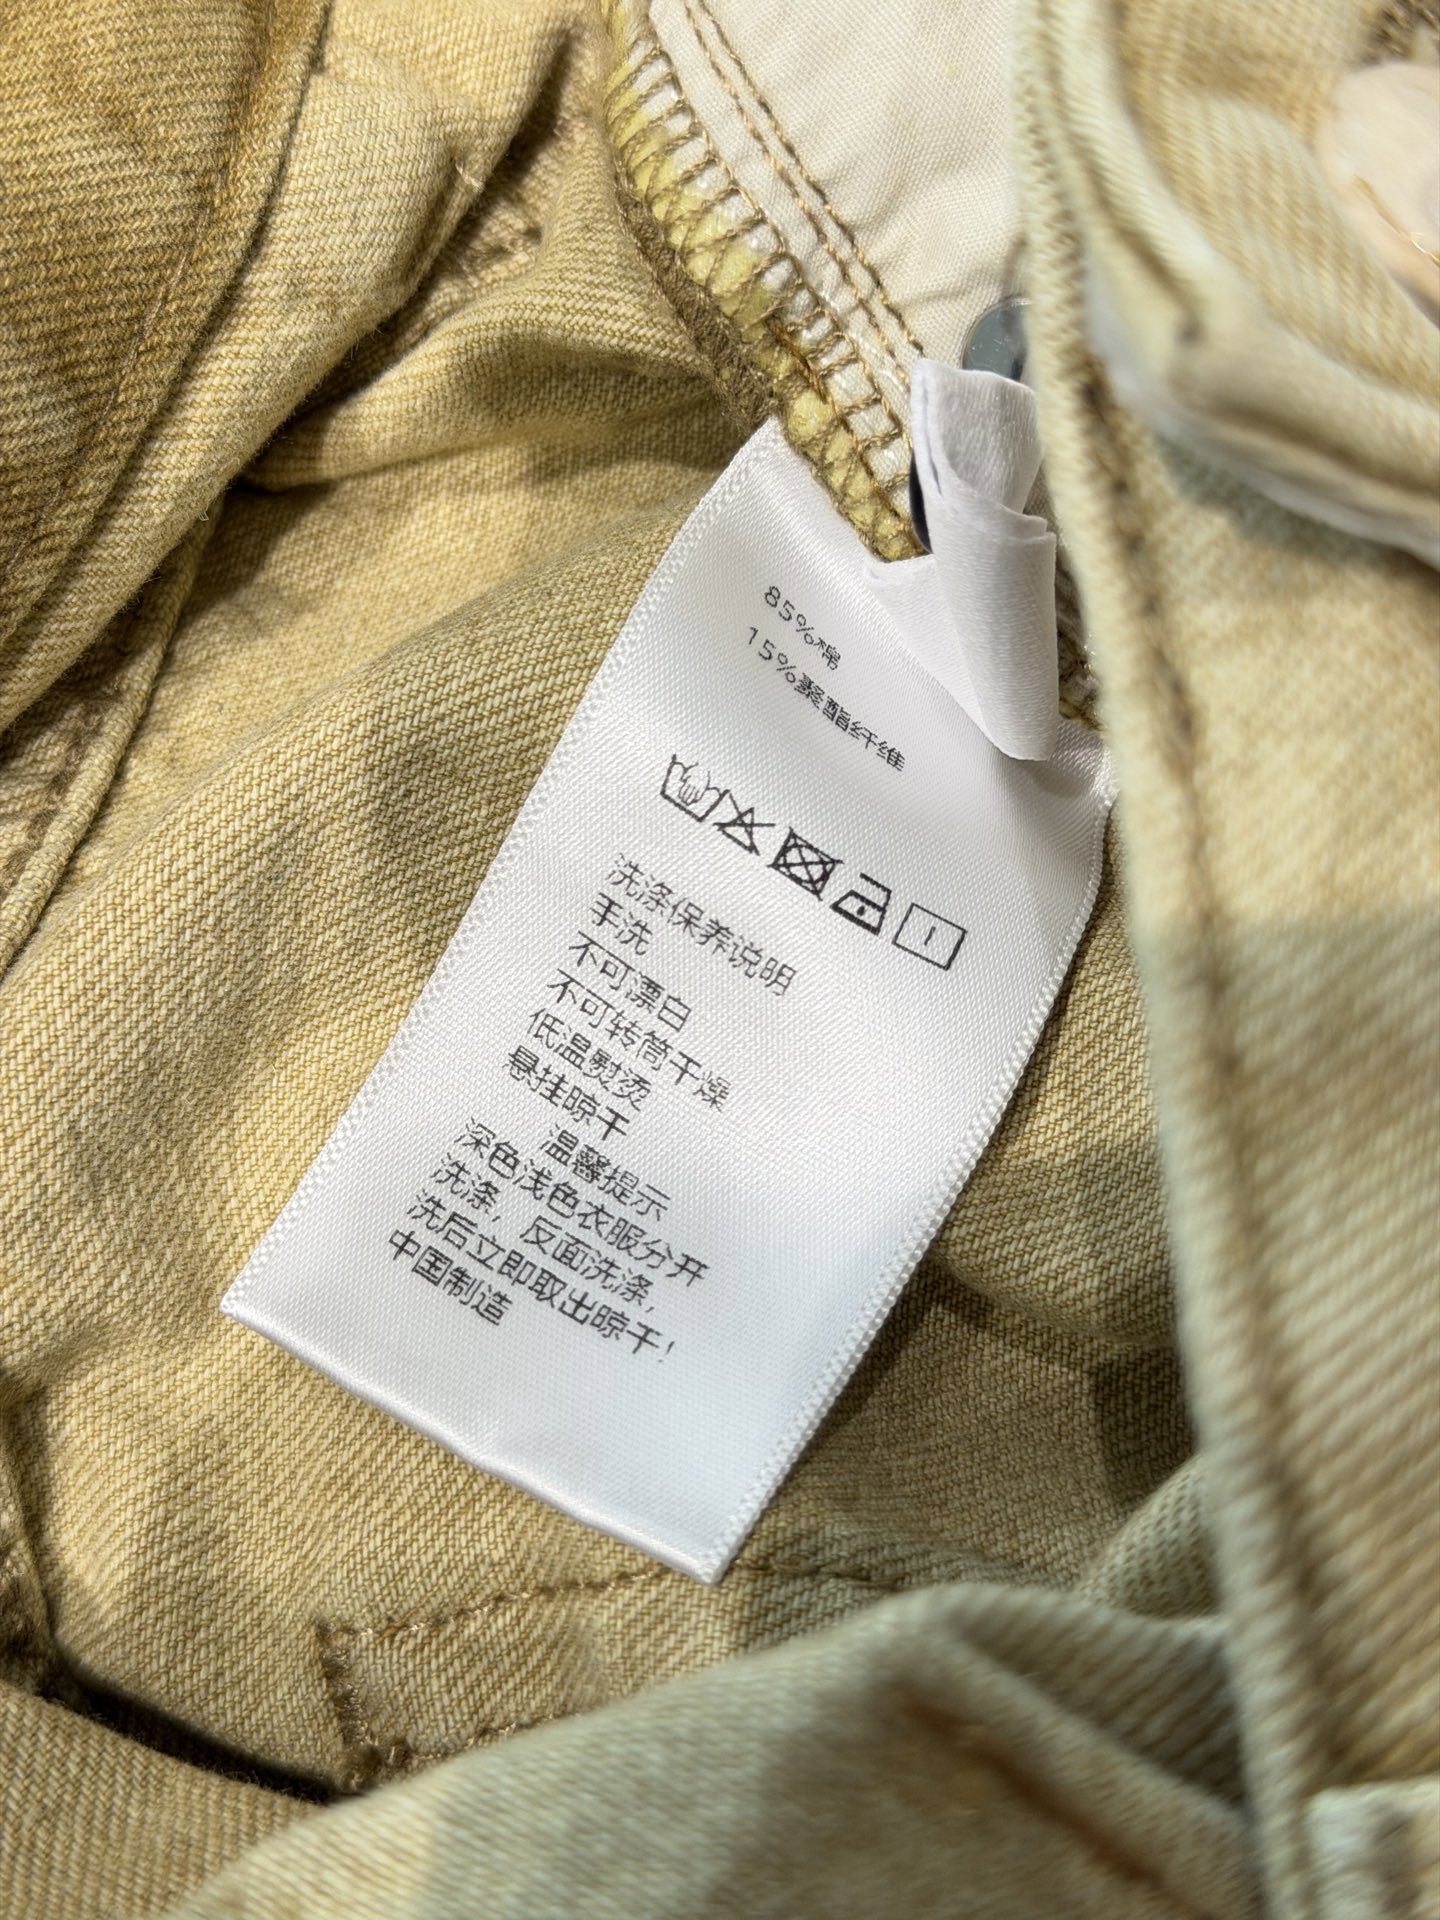 85%棉
15%聚酯纤维
洗涤保养说明
手洗
不可漂白
不可转筒干燥
低温熨烫
悬挂晾干
温馨提示
深色浅色衣服分开
洗涤，反面洗涤，
洗后立即取出晾干！
中国制造